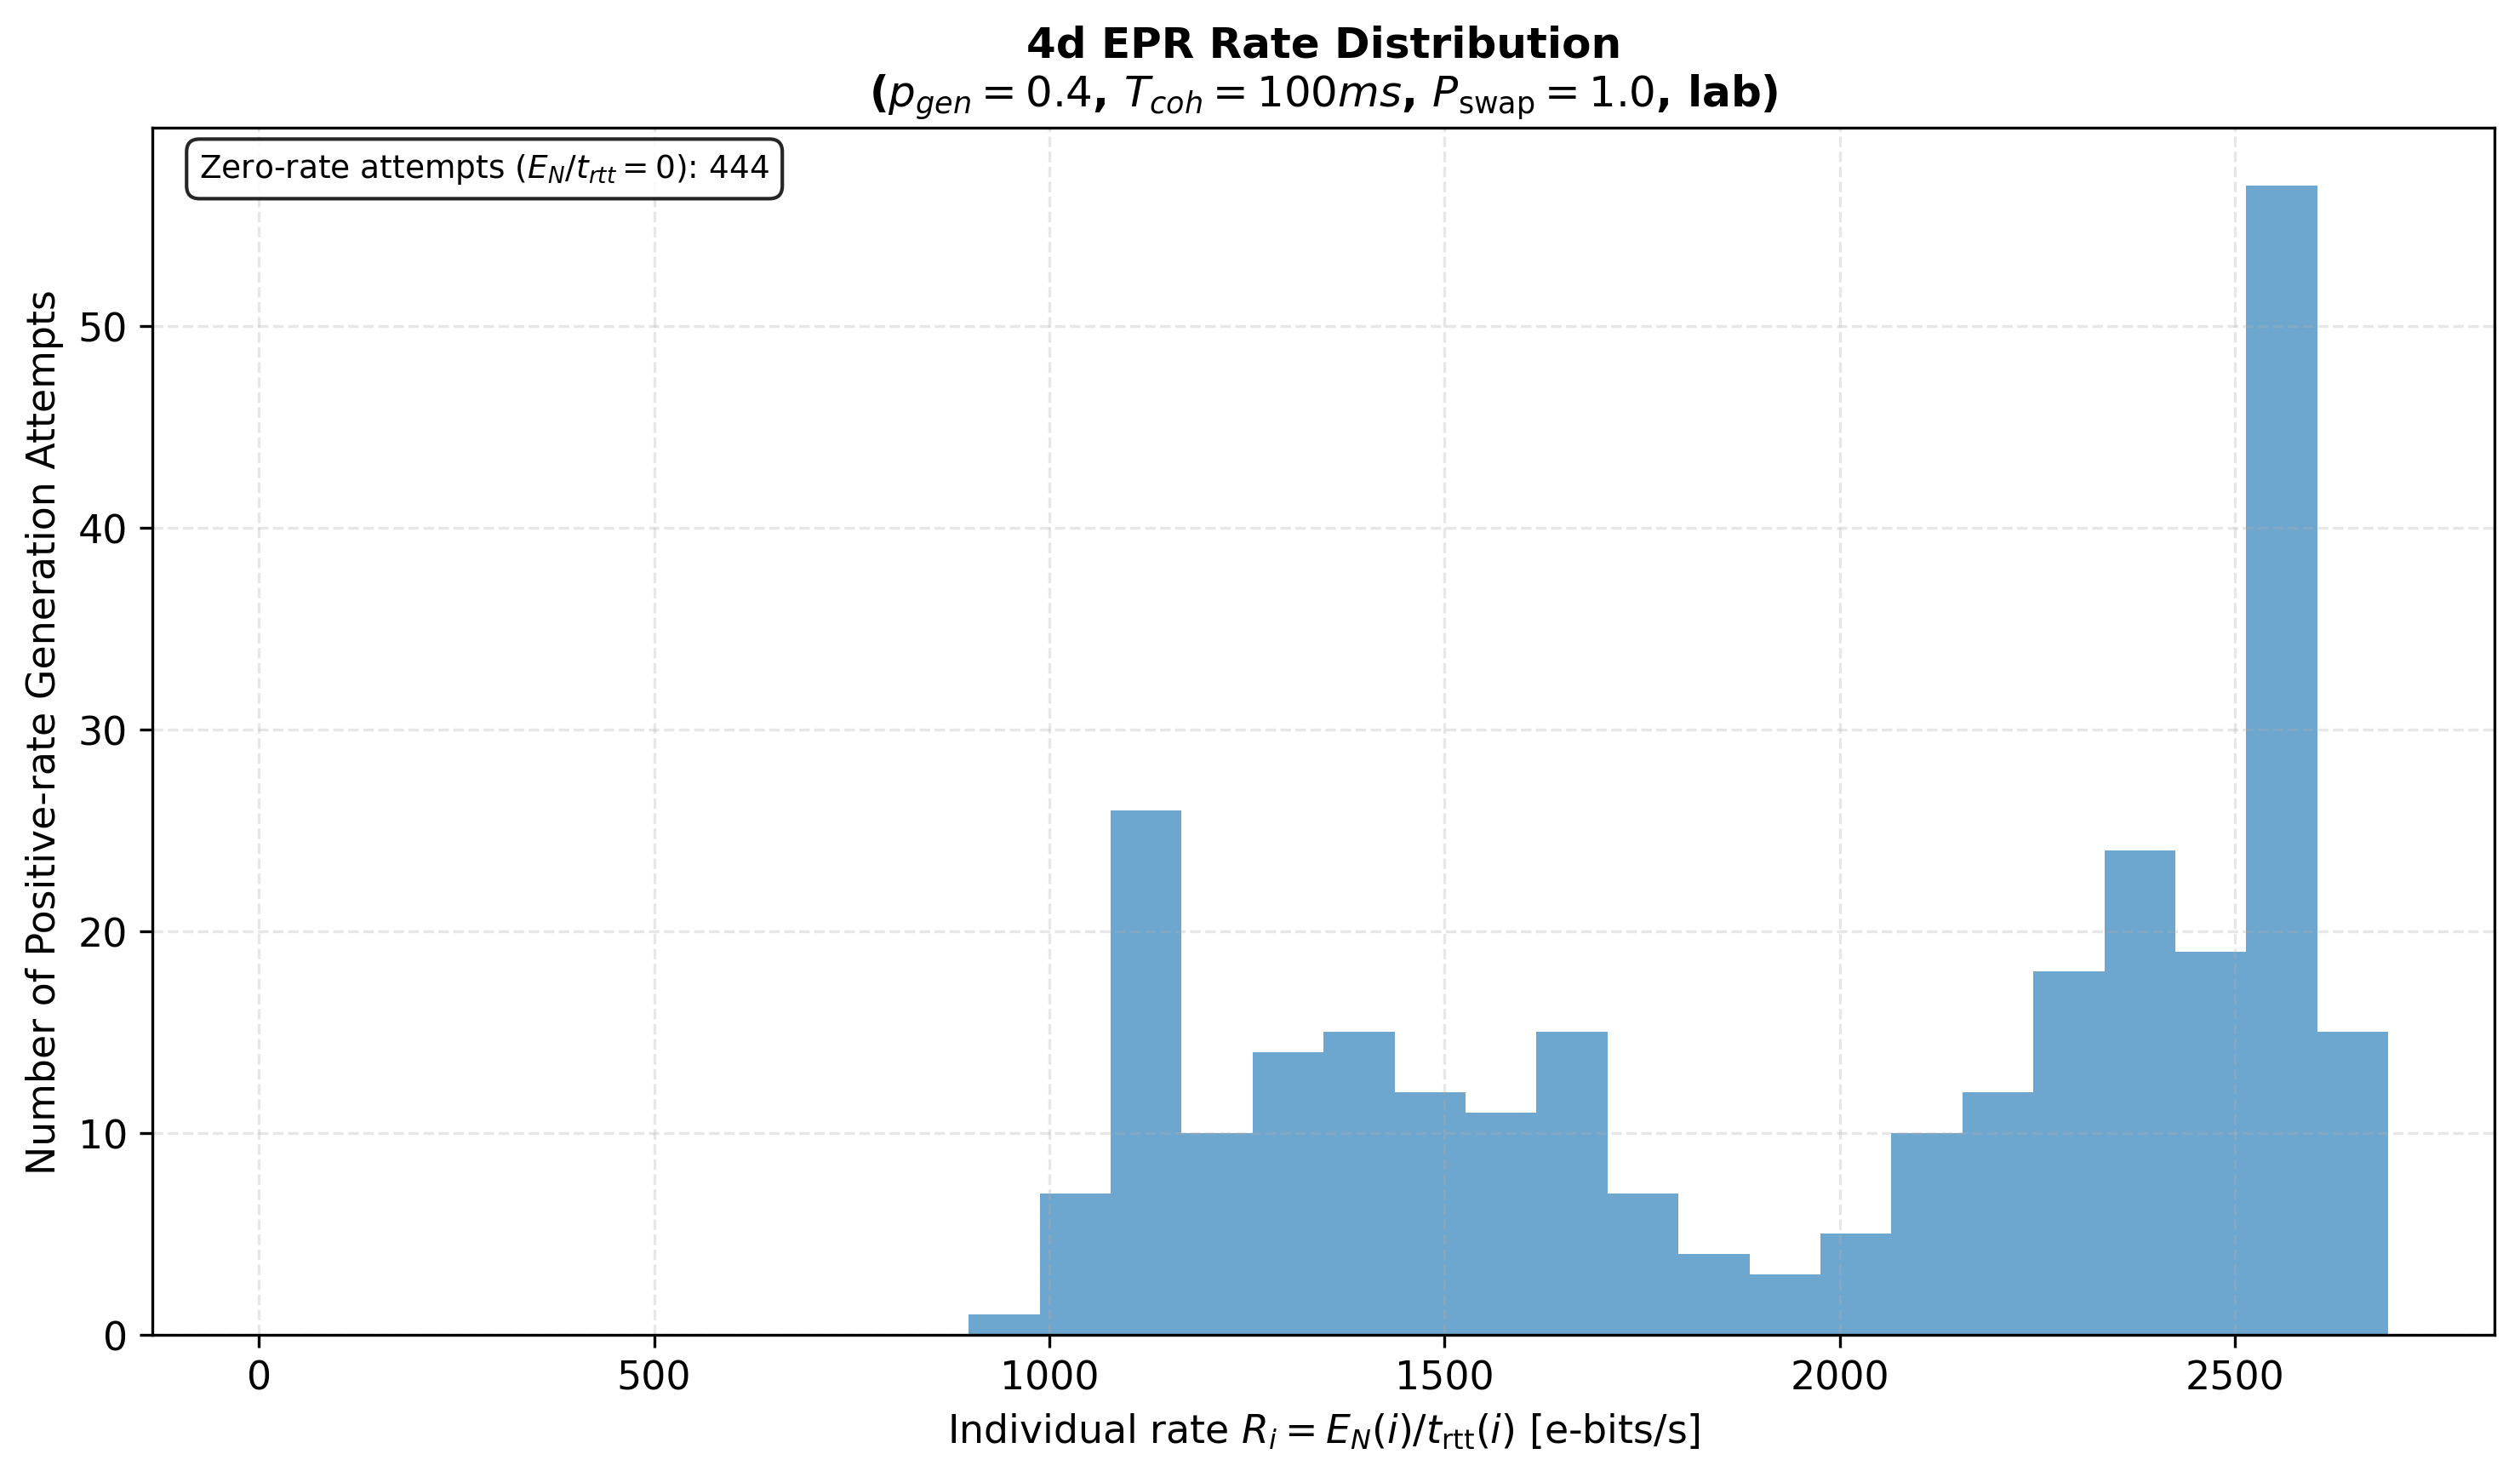 4d EPR Rate Distribution
(p_gen = 0.4, T_coh = 100ms, P_swap = 1.0, lab)
Zero-rate attempts (E_N/t_rtt = 0): 444
Number of Positive-rate Generation Attempts
50
40
30
20
10
0
0 500 1000 1500 2000 2500
Individual rate R_i = E_N(i)/t_rtt(i) [e-bits/s]